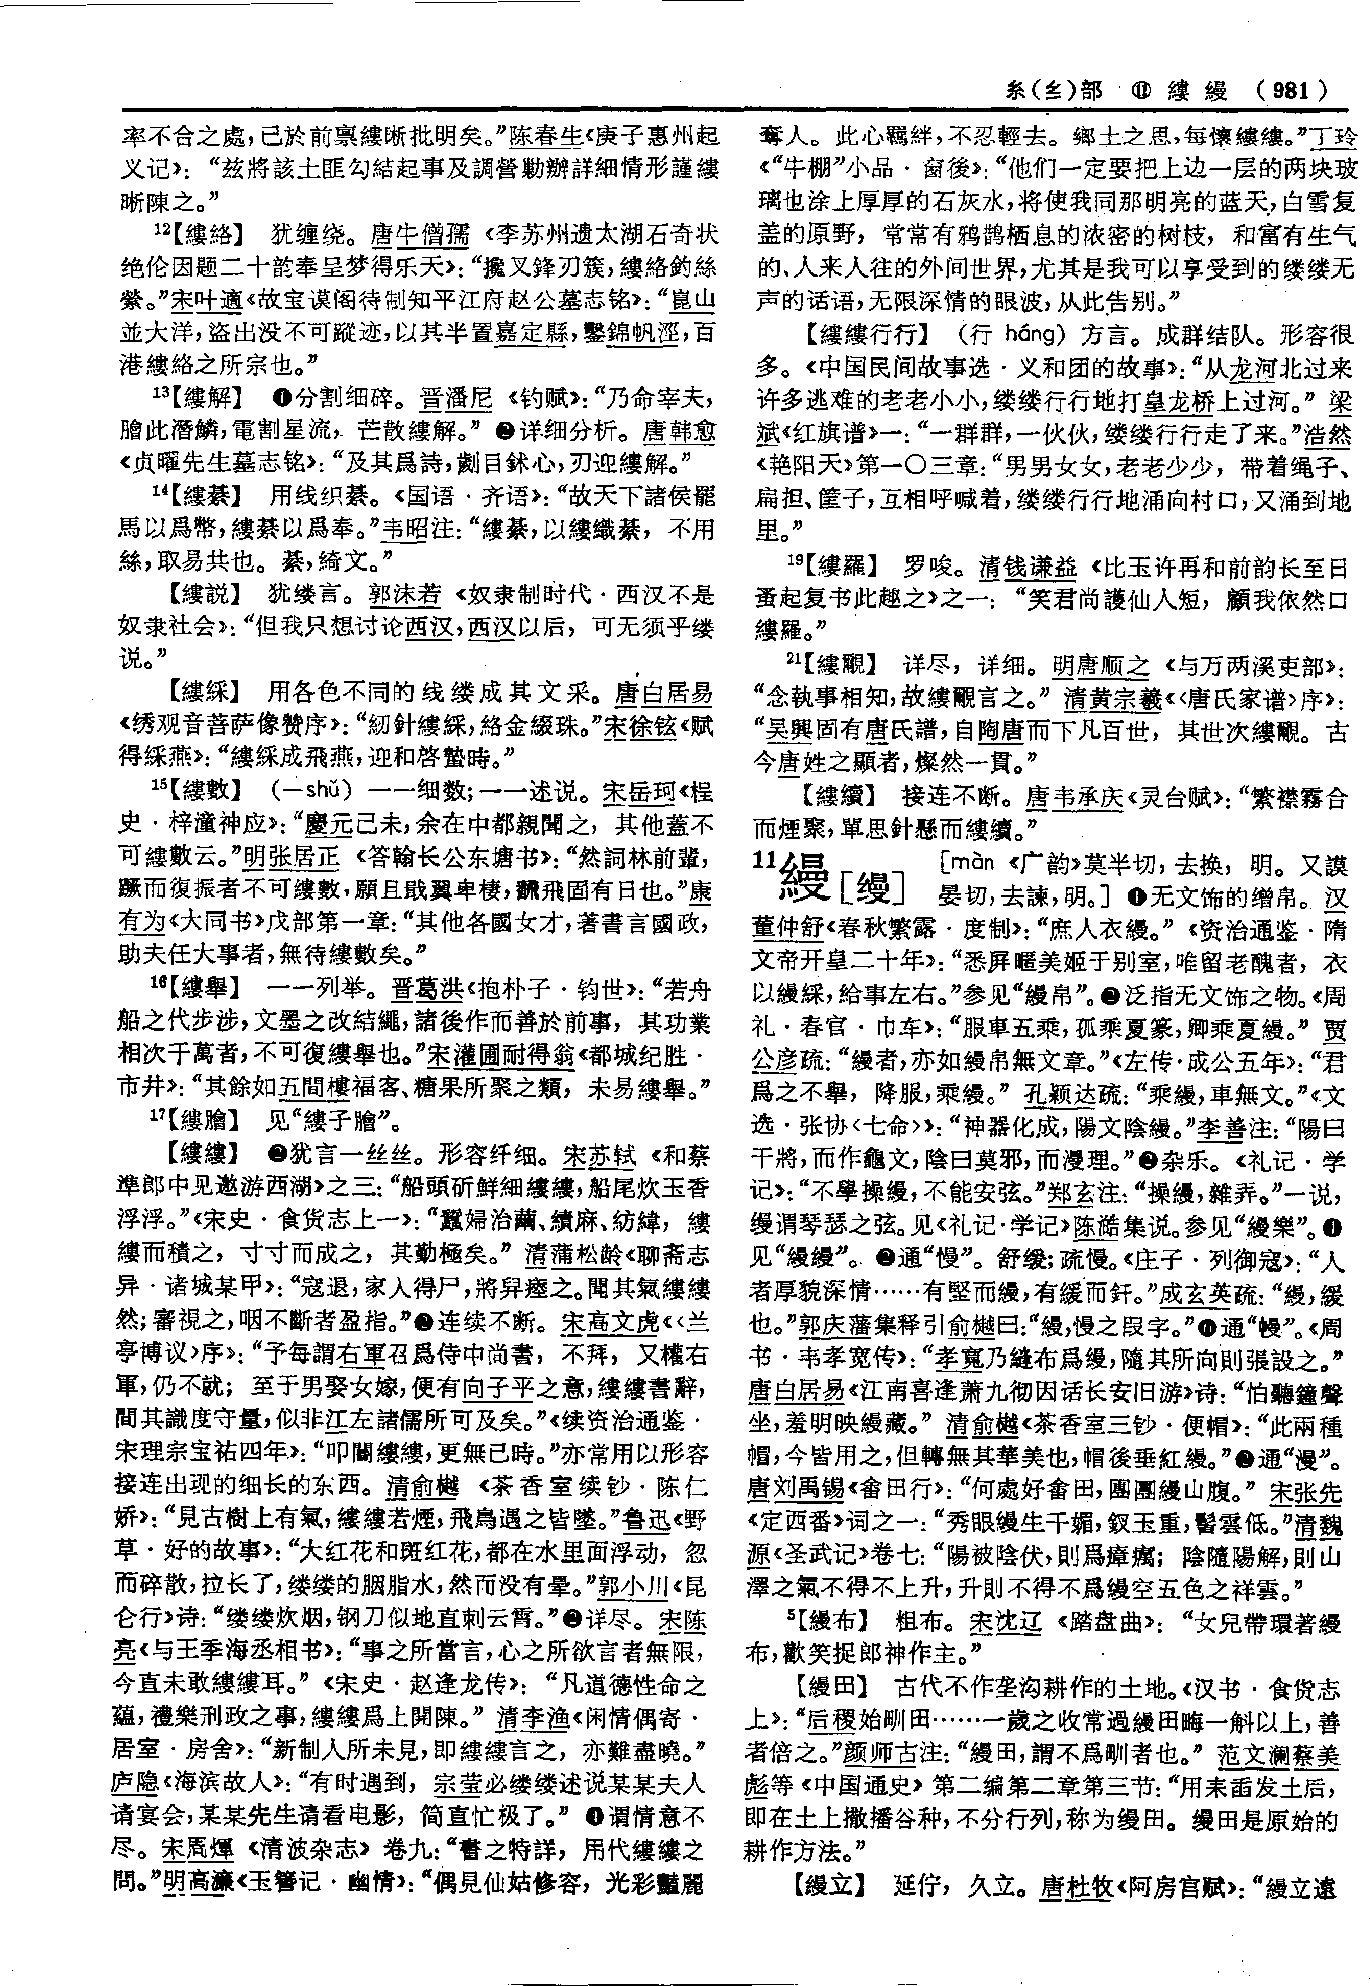 糸(纟)部 ⑪ 縷 縵 (981)
率不合之處,已於前禀縷晰批明矣。”陈春生《庚子惠州起
义记》: “兹將該土匪勾結起事及調營勦辦詳細情形謹縷
晰陳之。”
12【縷絡】 犹缠绕。唐牛僧孺《李苏州遗太湖石奇状
绝伦因题二十韵奉呈梦得乐天》:“攙叉鋒刃簇,縷絡釣絲
縈。”宋叶適《故宝谟阁待制知平江府赵公墓志铭》:“崑山
並大洋,盜出没不可蹤迹,以其半置嘉定縣,鑿錦帆涇,百
港縷絡之所宗也。”
13【縷解】 ❶分割细碎。晋潘尼《钓赋》:“乃命宰夫,
膾此潛鱗,電割星流,芒散縷解。”❷详细分析。唐韩愈
《贞曜先生墓志铭》:“及其爲詩,劌目鉥心,刃迎縷解。”
14【縷綦】 用线织綦。《国语·齐语》:“故天下諸侯罷
馬以爲幣,縷綦以爲奉。”韦昭注:“縷綦,以縷織綦,不用
絲,取易共也。綦,綺文。”
【縷説】 犹缕言。郭沫若《奴隶制时代·西汉不是
奴隶社会》:“但我只想讨论西汉,西汉以后,可无须乎缕
说。”
【縷綵】 用各色不同的线缕成其文采。唐白居易
《绣观音菩萨像赞序》:“紉針縷綵,絡金綴珠。”宋徐铉《赋
得綵燕》:“縷綵成飛燕,迎和啓蟄時。”
15【縷數】 (—shǔ) 一一细数;一一述说。宋岳珂《桯
史·梓潼神应》:“慶元己未,余在中都親聞之,其他蓋不
可縷數云。”明张居正《答翰长公东塘书》:“然詞林前輩,
蹶而復振者不可縷數,願且戢翼卑棲,鶱飛固有日也。”康
有为《大同书》戊部第一章:“其他各國女才,著書言國政,
助夫任大事者,無待縷數矣。”
16【縷舉】 一一列举。晋葛洪《抱朴子·钧世》:“若舟
船之代步涉,文墨之改結繩,諸後作而善於前事,其功業
相次于萬者,不可復縷舉也。”宋灌圃耐得翁《都城纪胜·
市井》:“其餘如五間樓福客、糖果所聚之類,未易縷舉。”
17【縷膾】 见“縷子膾”。
【縷縷】 ❶犹言一丝丝。形容纤细。宋苏轼《和蔡
準郎中见邀游西湖》之三:“船頭斫鮮細縷縷,船尾炊玉香
浮浮。”《宋史·食货志上一》:“蠶婦治繭、績麻、紡緯,縷
縷而積之,寸寸而成之,其勤極矣。”清蒲松龄《聊斋志
异·诸城某甲》:“寇退,家人得尸,將舁瘞之。聞其氣縷縷
然;審視之,咽不斷者盈指。”❷连续不断。宋高文虎《〈兰
亭博议〉序》:“予每謂右軍召爲侍中尚書,不拜,又權右
軍,仍不就;至于男娶女嫁,便有向子平之意,縷縷書辭,
間其識度守量,似非江左諸儒所可及矣。”《续资治通鉴·
宋理宗宝祐四年》:“叩閽縷縷,更無已時。”亦常用以形容
接连出现的细长的东西。清俞樾《茶香室续钞·陈仁
娇》:“見古樹上有氣,縷縷若煙,飛鳥遇之皆墜。”鲁迅《野
草·好的故事》:“大红花和斑红花,都在水里面浮动,忽
而碎散,拉长了,缕缕的胭脂水,然而没有晕。”郭小川《昆
仑行》诗:“缕缕炊烟,钢刀似地直刺云霄。”❸详尽。宋陈
亮《与王季海丞相书》:“事之所當言,心之所欲言者無限,
今直未敢縷縷耳。”《宋史·赵逢龙传》:“凡道德性命之
蘊,禮樂刑政之事,縷縷爲上開陳。”清李渔《闲情偶寄·
居室·房舍》:“新制人所未見,即縷縷言之,亦難盡曉。”
庐隐《海滨故人》:“有时遇到,宗莹必缕缕述说某某夫人
请宴会,某某先生请看电影,简直忙极了。”❹谓情意不
尽。宋周煇《清波杂志》卷九:“書之特詳,用代縷縷之
問。”明高濂《玉簪记·幽情》:“偶見仙姑修容,光彩豔麗
奪人。此心羈絆,不忍輕去。鄉土之思,每懷縷縷。”丁玲
《“牛棚”小品·窗後》:“他们一定要把上边一层的两块玻
璃也涂上厚厚的石灰水,将使我同那明亮的蓝天,白雪复
盖的原野,常常有鸦鹊栖息的浓密的树枝,和富有生气
的、人来人往的外间世界,尤其是我可以享受到的缕缕无
声的话语,无限深情的眼波,从此告别。”
【縷縷行行】 (行 háng) 方言。成群结队。形容很
多。《中国民间故事选·义和团的故事》:“从龙河北过来
许多逃难的老老小小,缕缕行行地打皇龙桥上过河。”梁
斌《红旗谱》一:“一群群,一伙伙,缕缕行行走了来。”浩然
《艳阳天》第一〇三章:“男男女女,老老少少,带着绳子、
扁担、筐子,互相呼喊着,缕缕行行地涌向村口,又涌到地
里。”
19【縷羅】 罗唆。清钱谦益《比玉许再和前韵长至日
蚤起复书此趣之》之一:“笑君尚護仙人短,顧我依然口
縷羅。”
21【縷覼】 详尽,详细。明唐顺之《与万两溪吏部》:
“念執事相知,故縷覼言之。”清黄宗羲《〈唐氏家谱〉序》:
“吴興固有唐氏譜,自陶唐而下凡百世,其世次縷覼。古
今唐姓之顯者,燦然一貫。”
【縷續】 接连不断。唐韦承庆《灵台赋》:“繁襟霧合
而煙聚,單思針懸而縷續。”
11縵[缦] [màn 《广韵》莫半切,去换,明。又謨
晏切,去諫,明。] ❶无文饰的缯帛。汉
董仲舒《春秋繁露·度制》:“庶人衣縵。”《资治通鉴·隋
文帝开皇二十年》:“悉屏暱美姬于别室,唯留老醜者,衣
以縵綵,給事左右。”参见“縵帛”。❷泛指无文饰之物。《周
礼·春官·巾车》:“服車五乘,孤乘夏篆,卿乘夏縵。”贾
公彦疏:“縵者,亦如縵帛無文章。”《左传·成公五年》:“君
爲之不舉,降服,乘縵。”孔颖达疏:“乘縵,車無文。”《文
选·张协〈七命〉》:“神器化成,陽文陰縵。”李善注:“陽曰
干將,而作龜文,陰曰莫邪,而漫理。”❸杂乐。《礼记·学
记》:“不學操縵,不能安弦。”郑玄注:“操縵,雜弄。”一说,
缦谓琴瑟之弦。见《礼记·学记》陈澔集说。参见“縵樂”。❹
见“縵縵”。❺通“慢”。舒缓;疏慢。《庄子·列御寇》:“人
者厚貌深情……有堅而縵,有緩而釬。”成玄英疏:“縵,緩
也。”郭庆藩集释引俞樾曰:“縵,慢之叚字。”❻通“幔”。《周
书·韦孝宽传》:“孝寬乃縫布爲縵,隨其所向則張設之。”
唐白居易《江南喜逢萧九彻因话长安旧游》诗:“怕聽鐘聲
坐,羞明映縵藏。”清俞樾《茶香室三钞·便帽》:“此兩種
帽,今皆用之,但轉無其華美也,帽後垂紅縵。”❼通“漫”。
唐刘禹锡《畬田行》:“何處好畬田,團團縵山腹。”宋张先
《定西番》词之一:“秀眼縵生千媚,釵玉重,髻雲低。”清魏
源《圣武记》卷七:“陽被陰伏,則爲瘴癘;陰隨陽解,則山
澤之氣不得不上升,升則不得不爲縵空五色之祥雲。”
5【縵布】 粗布。宋沈辽《踏盘曲》:“女兒帶環著縵
布,歡笑捉郎神作主。”
【縵田】 古代不作垄沟耕作的土地。《汉书·食货志
上》:“后稷始甽田……一歲之收常過縵田畮一斛以上,善
者倍之。”颜师古注:“縵田,謂不爲甽者也。”范文澜蔡美
彪等《中国通史》第二编第二章第三节:“用耒臿发土后,
即在土上撒播谷种,不分行列,称为缦田。缦田是原始的
耕作方法。”
【縵立】 延伫,久立。唐杜牧《阿房宫赋》:“縵立遠